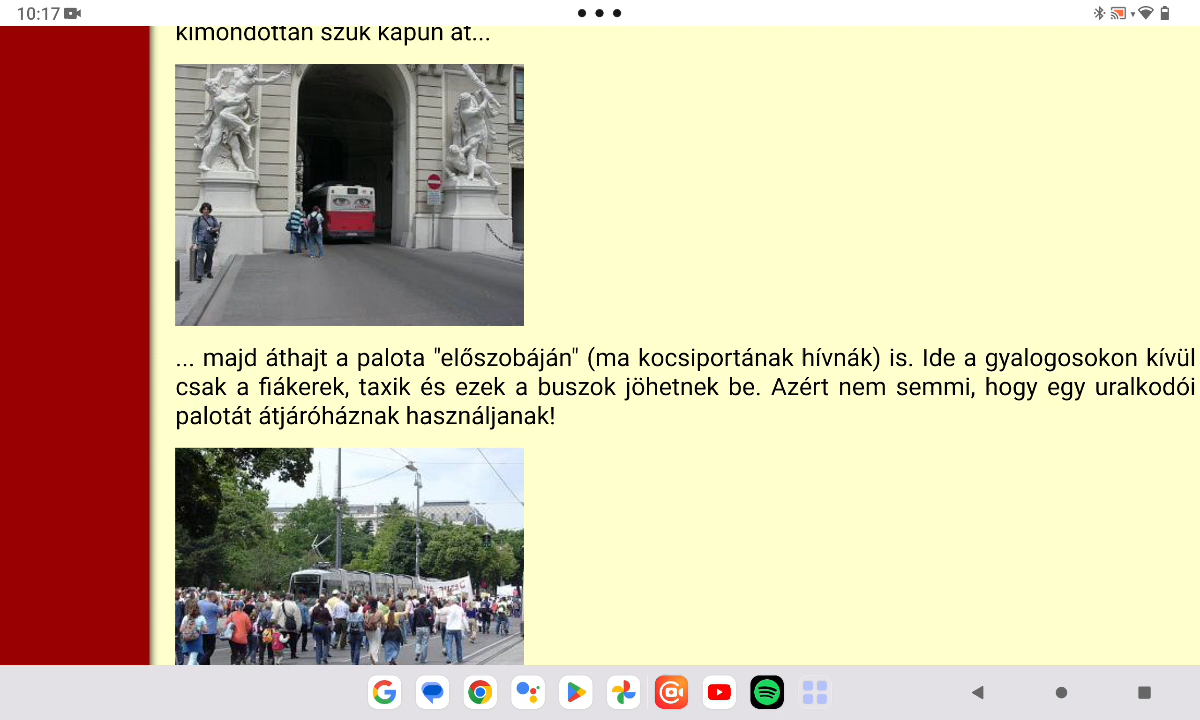 10:17
kimondottan szűk kapun át...
... majd áthajt a palota "előszobáján" (ma kocsiportának hívnák) is. Ide a gyalogosokon kívül
csak a fiákerek, taxik és ezek a buszok jöhetnek be. Azért nem semmi, hogy egy uralkodói
palotát átjáróháznak használjanak!